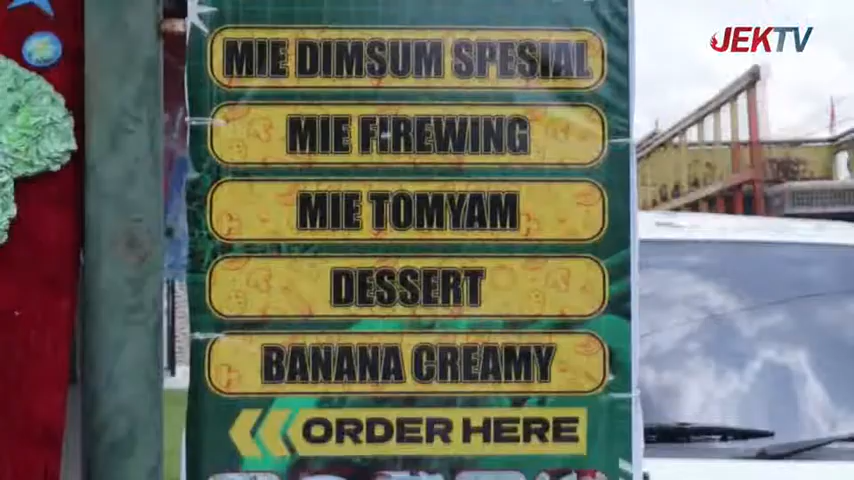 JEKTV
MIE DIMSUM SPESIAL
MIE FIREWING
MIE TOMYAM
DESSERT
BANANA CREAMY
ORDER HERE